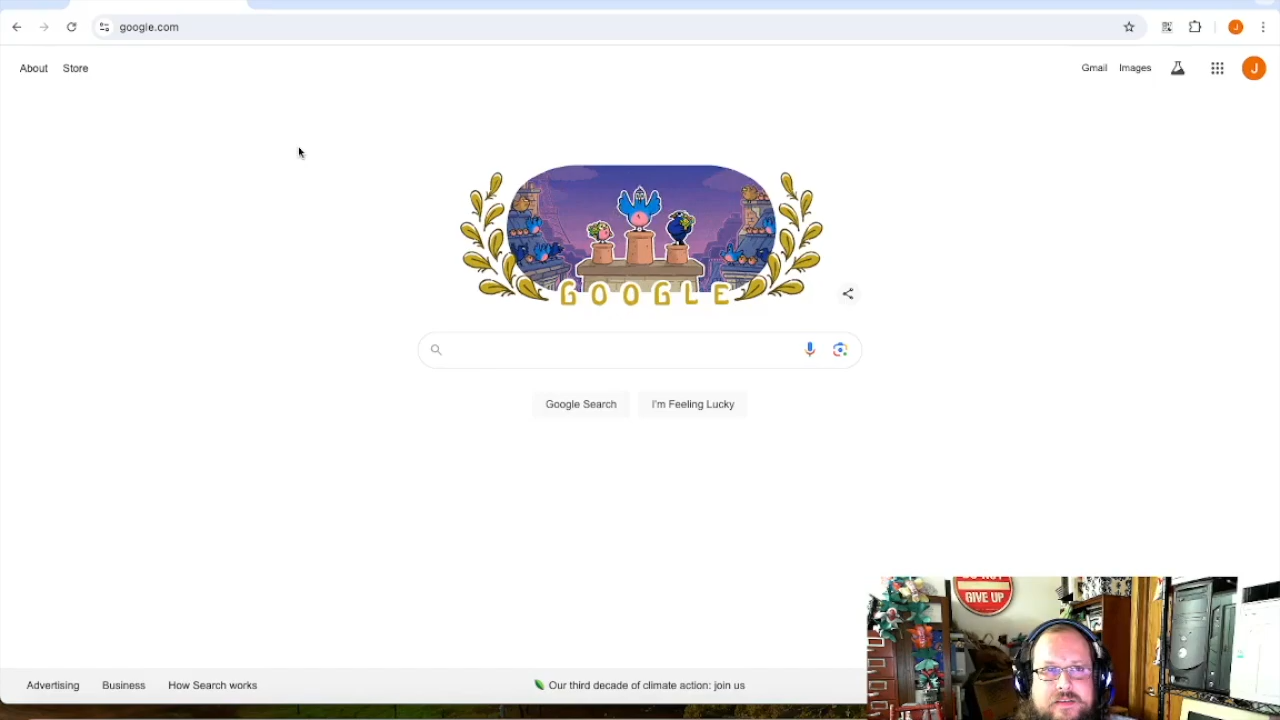 google.com
About Store Gmail Images J
GOOGLE
Google Search I'm Feeling Lucky
GIVE UP
Advertising Business How Search works Our third decade of climate action: join us